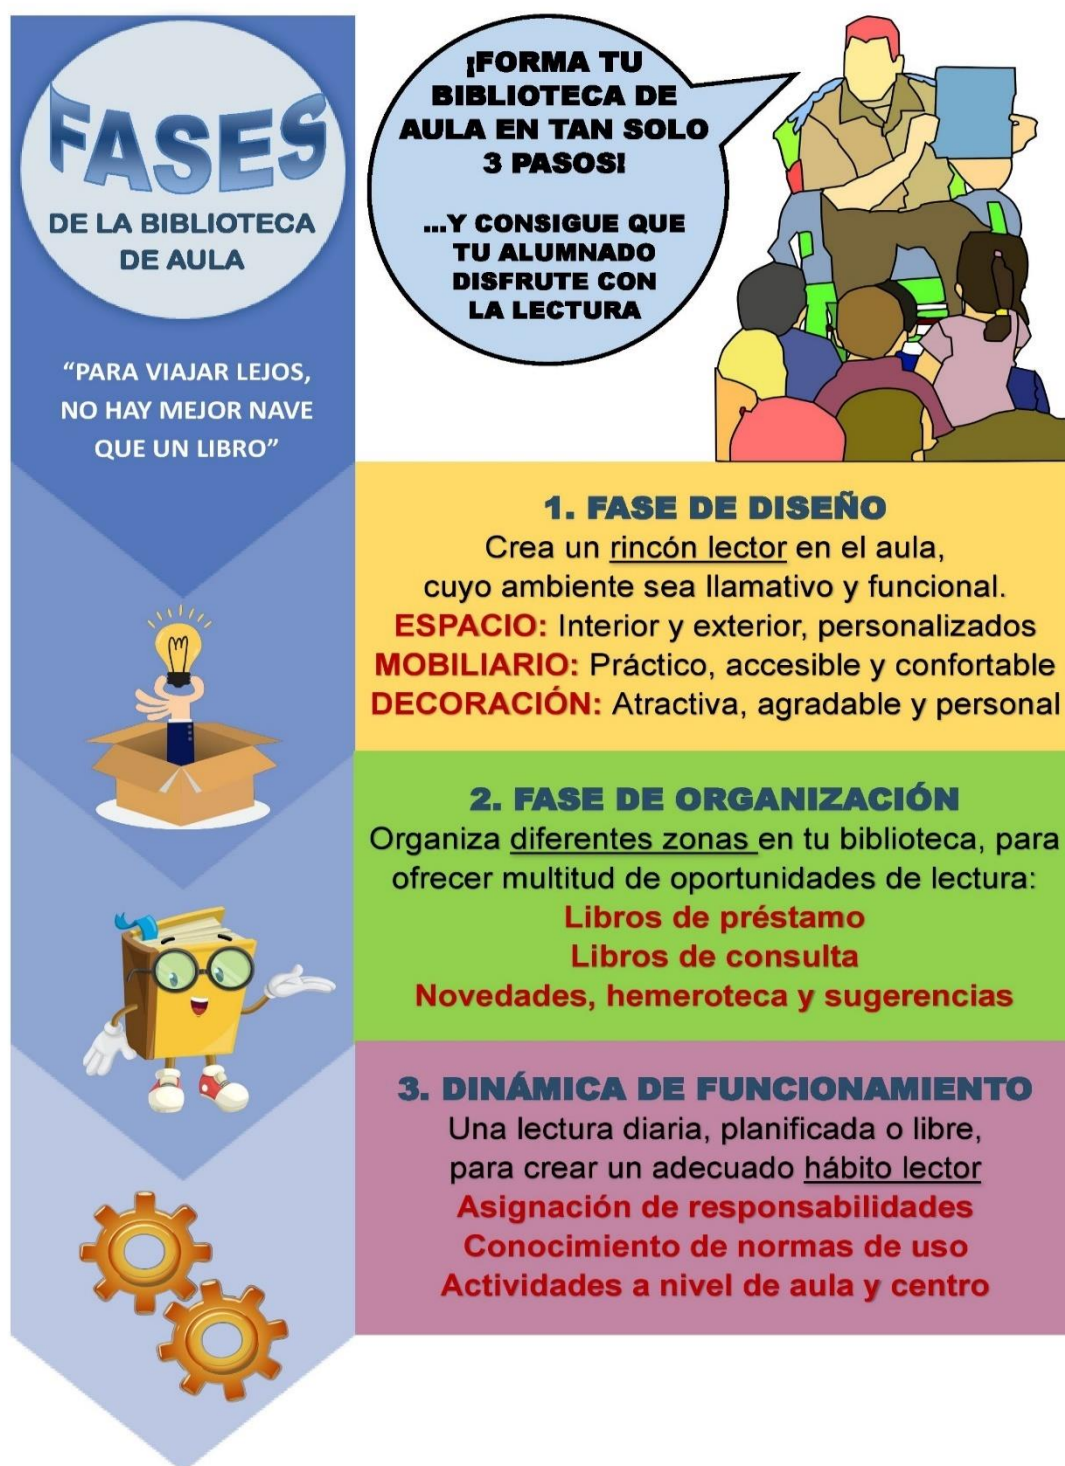 FASES
DE LA BIBLIOTECA
DE AULA
“PARA VIAJAR LEJOS,
NO HAY MEJOR NAVE
QUE UN LIBRO”
¡FORMA TU
BIBLIOTECA DE
AULA EN TAN SOLO
3 PASOS!
...Y CONSIGUE QUE
TU ALUMNADO
DISFRUTE CON
LA LECTURA
1. FASE DE DISEÑO
Crea un rincón lector en el aula,
cuyo ambiente sea llamativo y funcional.
ESPACIO: Interior y exterior, personalizados
MOBILIARIO: Práctico, accesible y confortable
DECORACIÓN: Atractiva, agradable y personal
2. FASE DE ORGANIZACIÓN
Organiza diferentes zonas en tu biblioteca, para
ofrecer multitud de oportunidades de lectura:
Libros de préstamo
Libros de consulta
Novedades, hemeroteca y sugerencias
3. DINÁMICA DE FUNCIONAMIENTO
Una lectura diaria, planificada o libre,
para crear un adecuado hábito lector
Asignación de responsabilidades
Conocimiento de normas de uso
Actividades a nivel de aula y centro